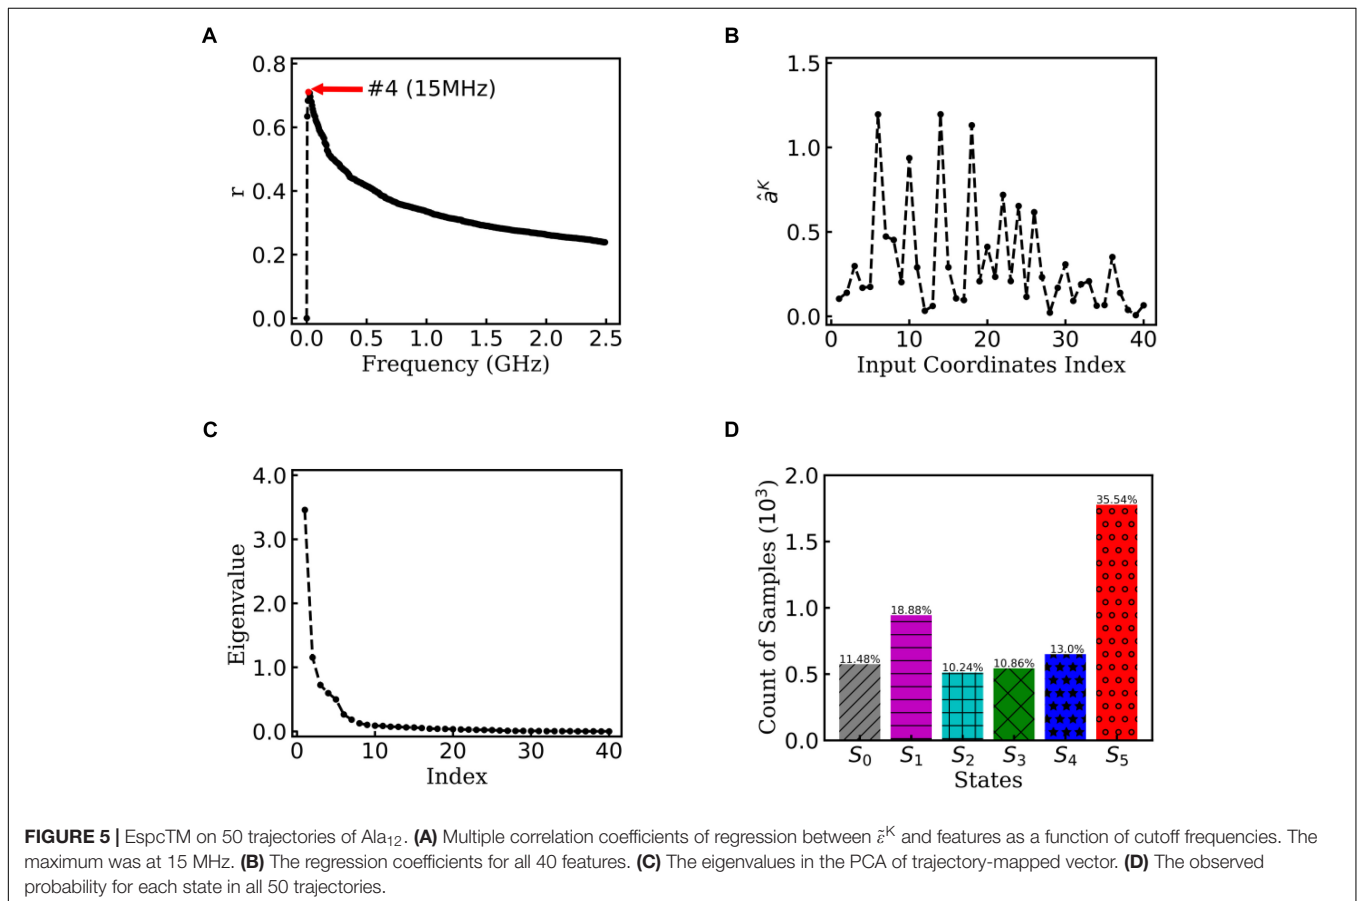 A
0.8
0.6
0.4
0.2
0.0
r
#4 (15MHz)
0.0 0.5 1.0 1.5 2.0 2.5
Frequency (GHz)
B
1.5
1.0
0.5
0.0
âᴷ
0 10 20 30 40
Input Coordinates Index
C
4.0
3.0
2.0
1.0
0.0
Eigenvalue
0 10 20 30 40
Index
D
2.0
1.5
1.0
0.5
0.0
Count of Samples (10³)
11.48%
18.88%
10.24%
10.86%
13.0%
35.54%
S₀ S₁ S₂ S₃ S₄ S₅
States
FIGURE 5 | EspcTM on 50 trajectories of Ala₁₂. (A) Multiple correlation coefficients of regression between ε̃ᴷ and features as a function of cutoff frequencies. The
maximum was at 15 MHz. (B) The regression coefficients for all 40 features. (C) The eigenvalues in the PCA of trajectory-mapped vector. (D) The observed
probability for each state in all 50 trajectories.